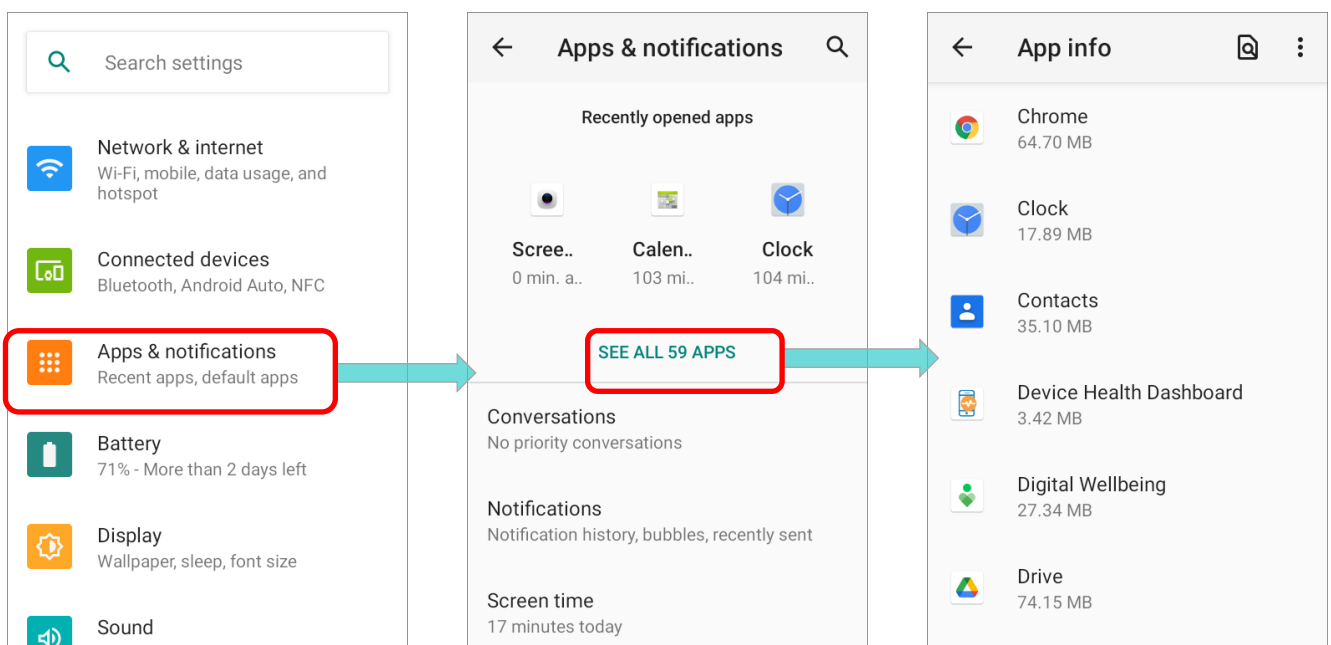 Search settings
Network & internet
Wi-Fi, mobile, data usage, and
hotspot
Connected devices
Bluetooth, Android Auto, NFC
Apps & notifications
Recent apps, default apps
Battery
71% - More than 2 days left
Display
Wallpaper, sleep, font size
Sound
Apps & notifications
Recently opened apps
Scree.. Calen.. Clock
0 min. a.. 103 mi.. 104 mi..
SEE ALL 59 APPS
Conversations
No priority conversations
Notifications
Notification history, bubbles, recently sent
Screen time
17 minutes today
App info
Chrome
64.70 MB
Clock
17.89 MB
Contacts
35.10 MB
Device Health Dashboard
3.42 MB
Digital Wellbeing
27.34 MB
Drive
74.15 MB